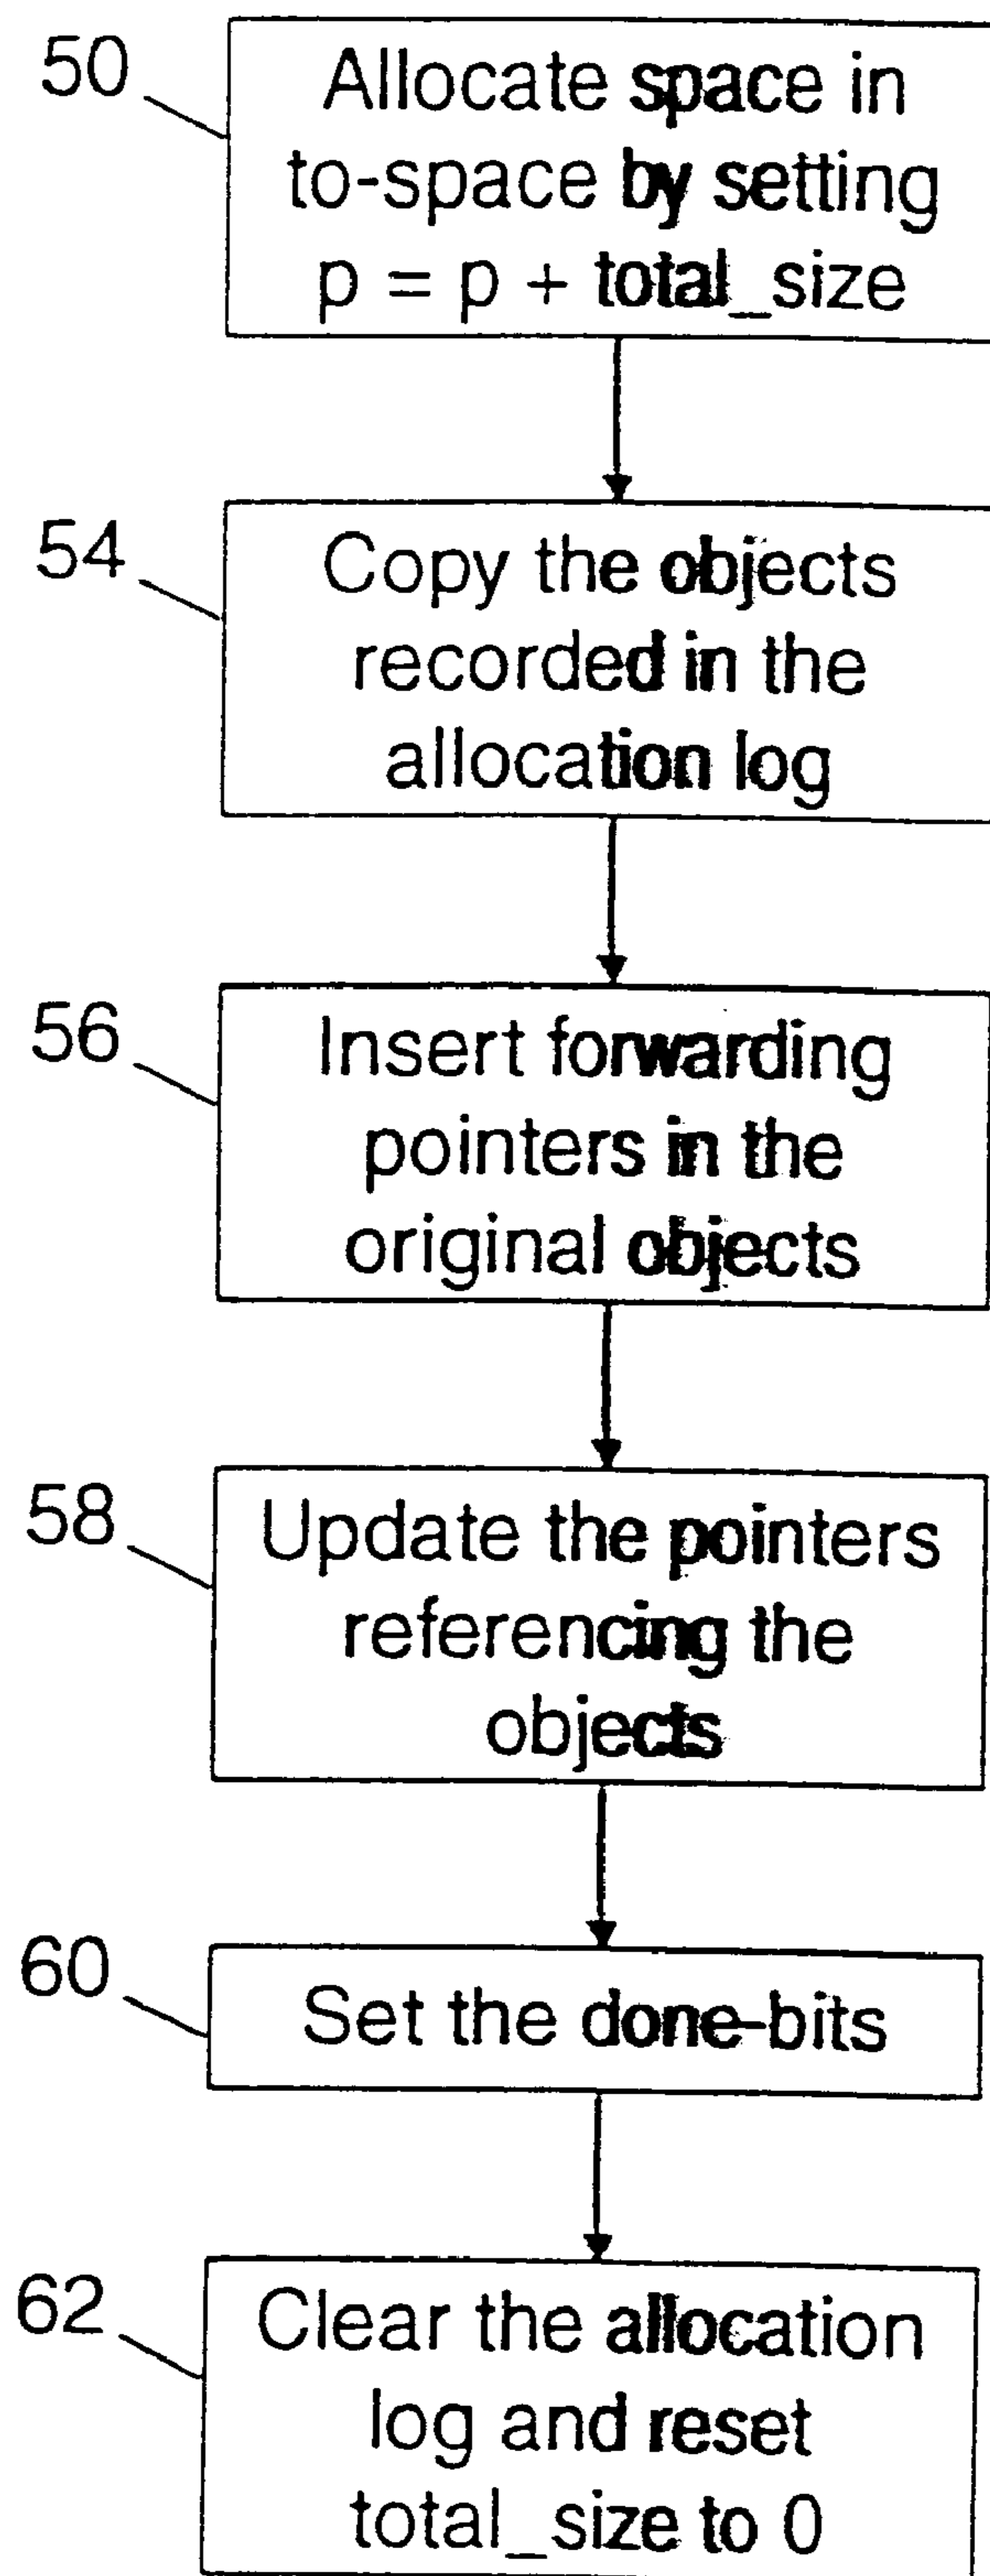 50
Allocate space in
to-space by setting
p = p + total_size
54
Copy the objects
recorded in the
allocation log
56
Insert forwarding
pointers in the
original objects
58
Update the pointers
referencing the
objects
60
Set the done-bits
62
Clear the allocation
log and reset
total_size to 0